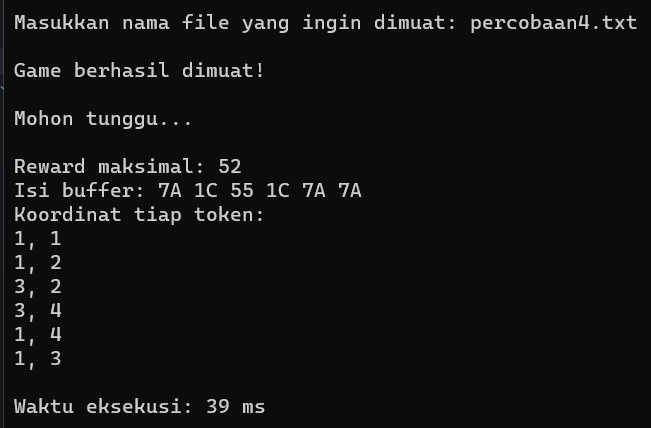 Masukkan nama file yang ingin dimuat: percobaan4.txt
Game berhasil dimuat!
Mohon tunggu...
Reward maksimal: 52
Isi buffer: 7A 1C 55 1C 7A 7A
Koordinat tiap token:
1, 1
1, 2
3, 2
3, 4
1, 4
1, 3
Waktu eksekusi: 39 ms